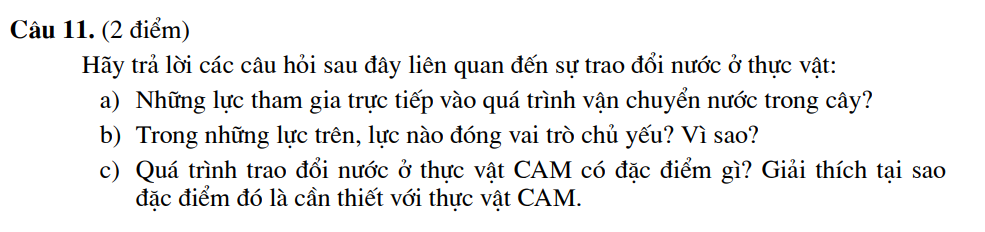 Câu 11. (2 điểm)
Hãy trả lời các câu hỏi sau đây liên quan đến sự trao đổi nước ở thực vật:
a) Những lực tham gia trực tiếp vào quá trình vận chuyển nước trong cây?
b) Trong những lực trên, lực nào đóng vai trò chủ yếu? Vì sao?
c) Quá trình trao đổi nước ở thực vật CAM có đặc điểm gì? Giải thích tại sao
đặc điểm đó là cần thiết với thực vật CAM.